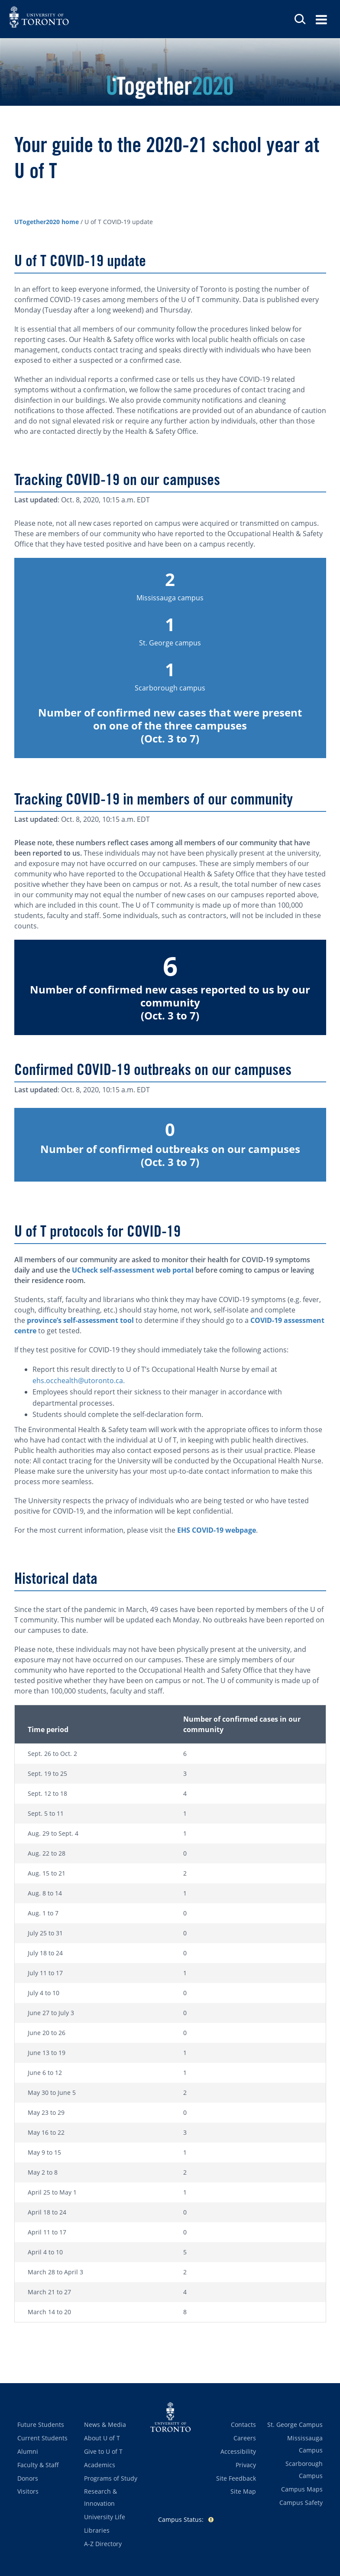 UNIVERSITY OF
TORONTO
UTogether2020
Your guide to the 2020-21 school year at
U of T
UTogether2020 home / U of T COVID-19 update
U of T COVID-19 update
In an effort to keep everyone informed, the University of Toronto is posting the number of
confirmed COVID-19 cases among members of the U of T community. Data is published every
Monday (Tuesday after a long weekend) and Thursday.
It is essential that all members of our community follow the procedures linked below for
reporting cases. Our Health & Safety office works with local public health officials on case
management, conducts contact tracing and speaks directly with individuals who have been
exposed to either a suspected or a confirmed case.
Whether an individual reports a confirmed case or tells us they have COVID-19 related
symptoms without a confirmation, we follow the same procedures of contact tracing and
disinfection in our buildings. We also provide community notifications and cleaning
notifications to those affected. These notifications are provided out of an abundance of caution
and do not signal elevated risk or require any further action by individuals, other than those
who are contacted directly by the Health & Safety Office.
Tracking COVID-19 on our campuses
Last updated: Oct. 8, 2020, 10:15 a.m. EDT
Please note, not all new cases reported on campus were acquired or transmitted on campus.
These are members of our community who have reported to the Occupational Health & Safety
Office that they have tested positive and have been on a campus recently.
2
Mississauga campus
1
St. George campus
1
Scarborough campus
Number of confirmed new cases that were present
on one of the three campuses
(Oct. 3 to 7)
Tracking COVID-19 in members of our community
Last updated: Oct. 8, 2020, 10:15 a.m. EDT
Please note, these numbers reflect cases among all members of our community that have
been reported to us. These individuals may not have been physically present at the university,
and exposure may not have occurred on our campuses. These are simply members of our
community who have reported to the Occupational Health & Safety Office that they have tested
positive whether they have been on campus or not. As a result, the total number of new cases
in our community may not equal the number of new cases on our campuses reported above,
which are included in this count. The U of T community is made up of more than 100,000
students, faculty and staff. Some individuals, such as contractors, will not be included in these
counts.
6
Number of confirmed new cases reported to us by our
community
(Oct. 3 to 7)
Confirmed COVID-19 outbreaks on our campuses
Last updated: Oct. 8, 2020, 10:15 a.m. EDT
0
Number of confirmed outbreaks on our campuses
(Oct. 3 to 7)
U of T protocols for COVID-19
All members of our community are asked to monitor their health for COVID-19 symptoms
daily and use the UCheck self-assessment web portal before coming to campus or leaving
their residence room.
Students, staff, faculty and librarians who think they may have COVID-19 symptoms (e.g. fever,
cough, difficulty breathing, etc.) should stay home, not work, self-isolate and complete
the province's self-assessment tool to determine if they should go to a COVID-19 assessment
centre to get tested.
If they test positive for COVID-19 they should immediately take the following actions:
• Report this result directly to U of T's Occupational Health Nurse by email at
ehs.occhealth@utoronto.ca.
• Employees should report their sickness to their manager in accordance with
department processes.
• Students should complete the self-declaration form.
The Environmental Health & Safety team will work with the appropriate offices to inform those
who have had contact with the individual at U of T, in keeping with public health directives.
Public health authorities may also contact exposed persons as is their usual practice. Please
note: All contact tracing for the University will be conducted by the Occupational Health Nurse.
Please make sure the university has your most up-to-date contact information to make this
process more seamless.
The University respects the privacy of individuals who are being tested or who have tested
positive for COVID-19, and the information will be kept confidential.
For the most current information, please visit the EHS COVID-19 webpage.
Historical data
Since the start of the pandemic in March, 49 cases have been reported by members of the U of
T community. This number will be updated each Monday. No outbreaks have been reported on
our campuses to date.
Please note, these individuals may not have been physically present at the university, and
exposure may not have occurred on our campuses. These are simply members of our
community who have reported to the Occupational Health and Safety Office that they have
tested positive whether they have been on campus or not. The U of community is made up of
more than 100,000 students, faculty and staff.
Time period Number of confirmed cases in our
community
Sept. 26 to Oct. 2 6
Sept. 19 to 25 3
Sept. 12 to 18 4
Sept. 5 to 11 1
Aug. 29 to Sept. 4 1
Aug. 22 to 28 0
Aug. 15 to 21 2
Aug. 8 to 14 1
Aug. 1 to 7 0
July 25 to 31 0
July 18 to 24 0
July 11 to 17 1
July 4 to 10 0
June 27 to July 3 0
June 20 to 26 0
June 13 to 19 1
June 6 to 12 1
May 30 to June 5 2
May 23 to 29 0
May 16 to 22 3
May 9 to 15 1
May 2 to 8 2
April 25 to May 1 1
April 18 to 24 0
April 11 to 17 0
April 4 to 10 5
March 28 to April 3 2
March 21 to 27 4
March 14 to 20 8
Future Students
Current Students
Alumni
Faculty & Staff
Donors
Visitors
News & Media
About U of T
Give to U of T
Academics
Programs of Study
Research &
Innovation
University Life
Libraries
A-Z Directory
UNIVERSITY OF
TORONTO
Campus Status:
Contacts
Careers
Accessibility
Privacy
Site Feedback
Site Map
St. George Campus
Mississauga
Campus
Scarborough
Campus
Campus Maps
Campus Safety